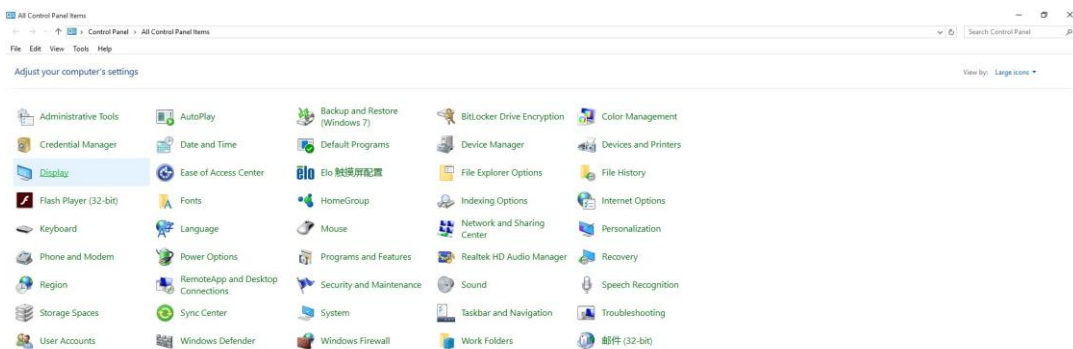 All Control Panel Items
Control Panel › All Control Panel Items
Search Control Panel
File Edit View Tools Help
Adjust your computer's settings
View by: Large icons
Administrative Tools
AutoPlay
Backup and Restore
(Windows 7)
BitLocker Drive Encryption
Color Management
Credential Manager
Date and Time
Default Programs
Device Manager
Devices and Printers
Display
Ease of Access Center
elo
Elo 触摸屏配置
File Explorer Options
File History
Flash Player (32-bit)
Fonts
HomeGroup
Indexing Options
Internet Options
Keyboard
Language
Mouse
Network and Sharing
Center
Personalization
Phone and Modem
Power Options
Programs and Features
Realtek HD Audio Manager
Recovery
Region
RemoteApp and Desktop
Connections
Security and Maintenance
Sound
Speech Recognition
Storage Spaces
Sync Center
System
Taskbar and Navigation
Troubleshooting
User Accounts
Windows Defender
Windows Firewall
Work Folders
邮件 (32-bit)